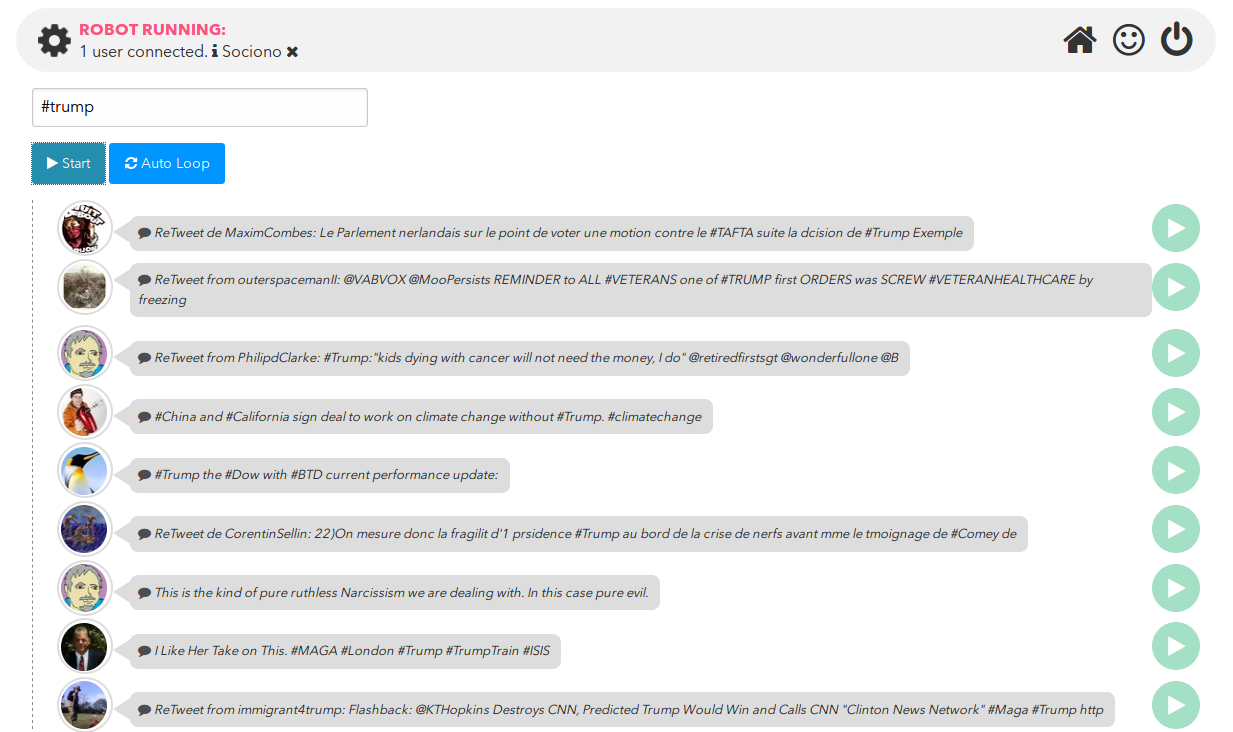 ROBOT RUNNING:
1 user connected. i Sociono ✖
#trump
Start
Auto Loop
ReTweet de MaximCombes: Le Parlement nerlandais sur le point de voter une motion contre le #TAFTA suite la dcision de #Trump Exemple
ReTweet from outerspacemanII: @VABVOX @MooPersists REMINDER to ALL #VETERANS one of #TRUMP first ORDERS was SCREW #VETERANHEALTHCARE by
freezing
ReTweet from PhilipdClarke: #Trump:"kids dying with cancer will not need the money, I do" @retiredfirstsgt @wonderfullone @B
#China and #California sign deal to work on climate change without #Trump. #climatechange
#Trump the #Dow with #BTD current performance update:
ReTweet de CorentinSellin: 22)On mesure donc la fragilit d'1 prsidence #Trump au bord de la crise de nerfs avant mme le tmoignage de #Comey de
This is the kind of pure ruthless Narcissism we are dealing with. In this case pure evil.
I Like Her Take on This. #MAGA #London #Trump #TrumpTrain #ISIS
ReTweet from immigrant4trump: Flashback: @KTHopkins Destroys CNN, Predicted Trump Would Win and Calls CNN "Clinton News Network" #Maga #Trump http